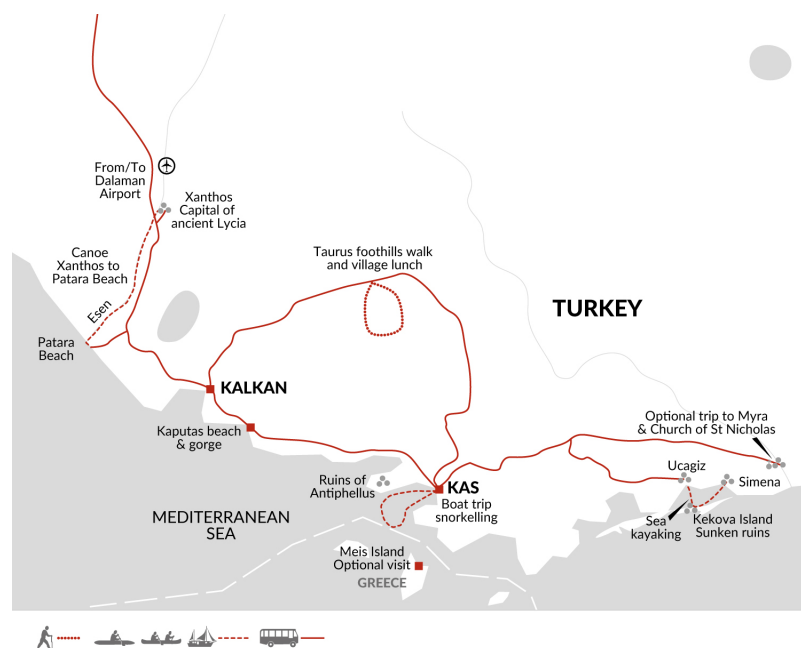 From/To
Dalaman
Airport
Xanthos
Capital of
ancient Lycia
Canoe
Xanthos to
Patara Beach
Esen
Patara
Beach
Taurus foothills walk
and village lunch
TURKEY
KALKAN
Kaputas beach
& gorge
Optional trip to Myra
& Church of St Nicholas
Ruins of
Antiphellus
KAS
Boat trip
snorkelling
Ucagiz
Simena
Sea
kayaking
Kekova Island
Sunken ruins
MEDITERRANEAN
SEA
Meis Island
Optional visit
GREECE